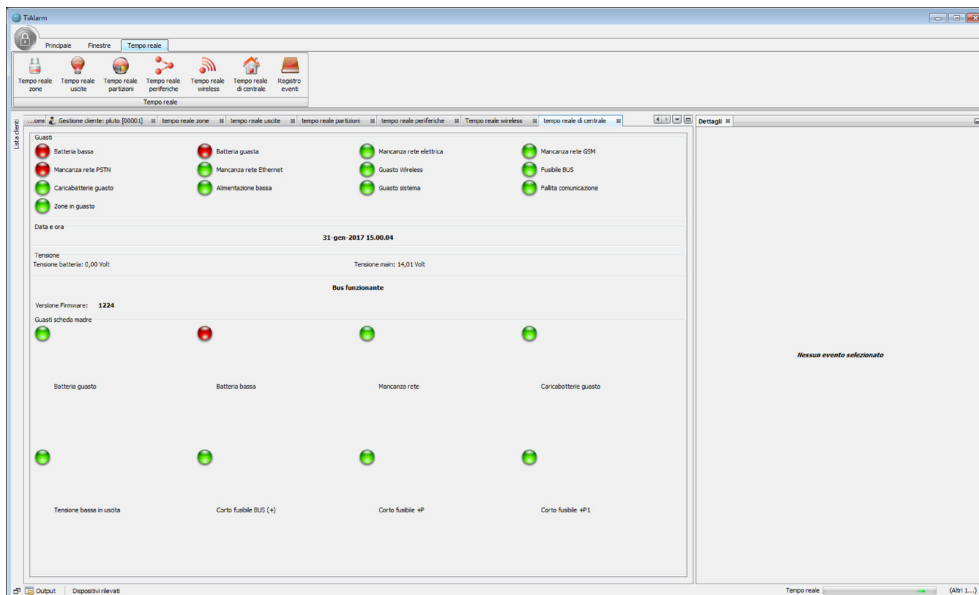 TiAlarm
Principale Finestre Tempo reale
Tempo reale zone
Tempo reale uscite
Tempo reale partizioni
Tempo reale periferiche
Tempo reale wireless
Tempo reale di centrale
Registro eventi
Tempo reale
Lista clienti
Gestione cliente: pluto [00001] tempo reale zone tempo reale uscite tempo reale partizioni tempo reale periferiche Tempo reale wireless tempo reale di centrale
Dettagli
Guasti
Batteria bassa Batteria guasta Mancanza rete elettrica Mancanza rete GSM
Mancanza rete PSTN Mancanza rete Ethernet Guasto Wireless Fusibile BUS
Caricabatterie guasto Alimentazione bassa Guasto sistema Fallita comunicazione
Zone in guasto
Data e ora
31-gen-2017 15.00.04
Tensione
Tensione batteria: 0,00 Volt Tensione main: 14,01 Volt
Bus funzionante
Versione Firmware: 1224
Guasti scheda madre
Batteria guasto Batteria bassa Mancanza rete Caricabotterie guasto
Nessun evento selezionato
Tensione bassa in uscita Corto fusibile BUS (+) Corto fusibile +P Corto fusibile +P1
Output Dispositivi rilevati Tempo reale (Altri 1...)